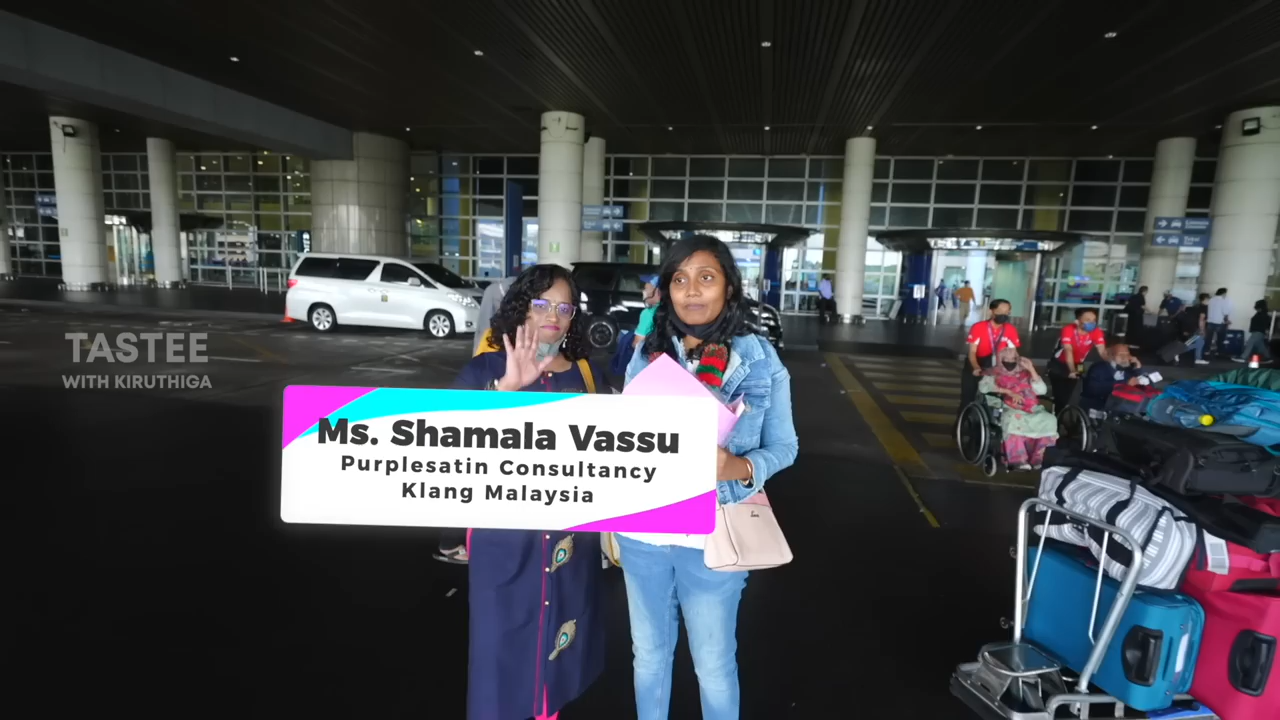 TASTEE
WITH KIRUTHIGA
Ms. Shamala Vassu
Purplesatin Consultancy
Klang Malaysia